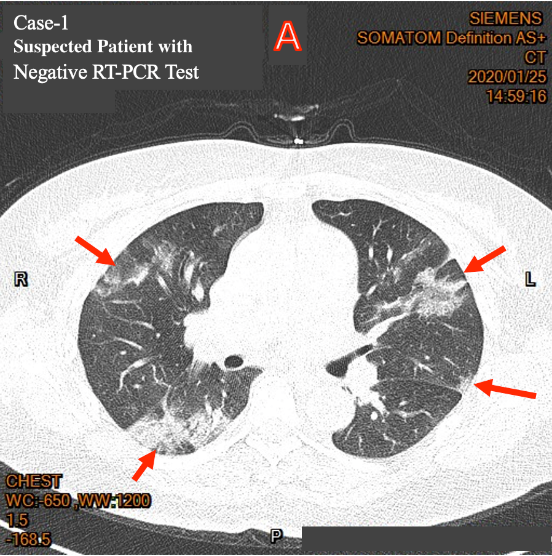 Case-1
Suspected Patient with
Negative RT-PCR Test
A
SIEMENS
SOMATOM Definition AS+
CT
2020/01/25
14:59:16
R
L
CHEST
WC:-650 ,WW:1200
1.5
-168.5
P